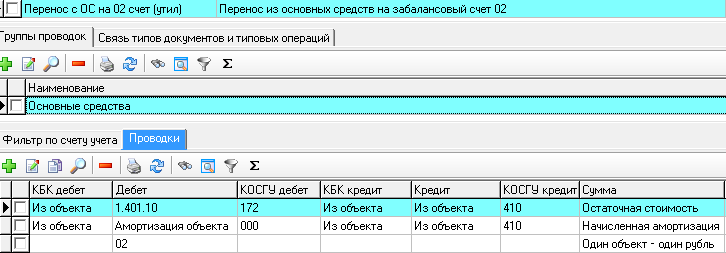 Перенос с ОС на 02 счет (утил) Перенос из основных средств на забалансовый счет 02
Группы проводок Связь типов документов и типовых операций
Наименование
Основные средства
Фильтр по счету учета Проводки
КБК дебет Дебет КОСГУ дебет КБК кредит Кредит КОСГУ кредит Сумма
Из объекта 1.401.10 172 Из объекта Из объекта 410 Остаточная стоимость
Из объекта Амортизация объекта 000 Из объекта Из объекта 410 Начисленная амортизация
02 Один объект - один рубль